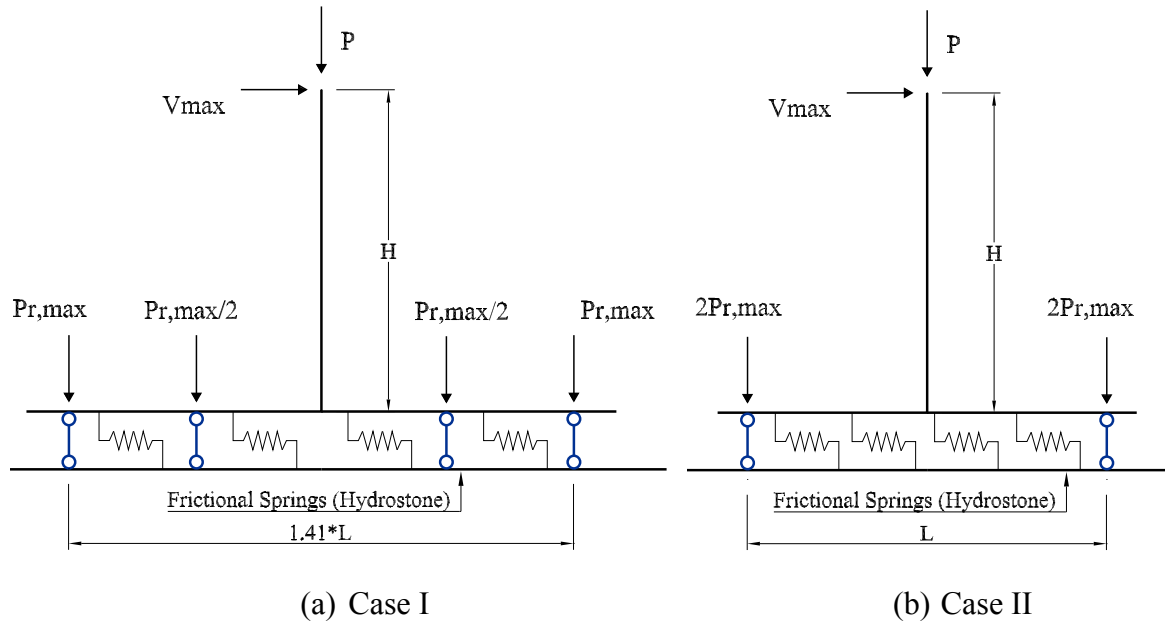 P
Vmax
H
Pr,max
Pr,max/2
Pr,max/2
Pr,max
Frictional Springs (Hydrostone)
1.41*L
(a) Case I
P
Vmax
H
2Pr,max
2Pr,max
Frictional Springs (Hydrostone)
L
(b) Case II